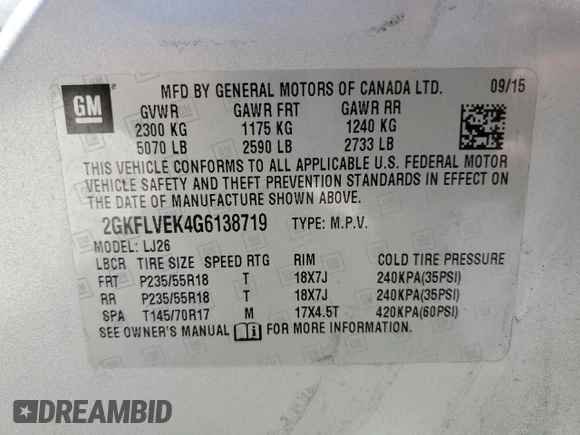 MFD BY GENERAL MOTORS OF CANADA LTD. 09/15
GM
GVWR GAWR FRT GAWR RR
2300 KG 1175 KG 1240 KG
5070 LB 2590 LB 2733 LB
THIS VEHICLE CONFORMS TO ALL APPLICABLE U.S. FEDERAL MOTOR
VEHICLE SAFETY AND THEFT PREVENTION STANDARDS IN EFFECT ON
THE DATE OF MANUFACTURE SHOWN ABOVE.
2GKFLVEK4G6138719 TYPE: M.P.V.
MODEL: LJ26
LBCR TIRE SIZE SPEED RTG RIM COLD TIRE PRESSURE
FRT P235/55R18 T 18X7J 240KPA(35PSI)
RR P235/55R18 T 18X7J 240KPA(35PSI)
SPA T145/70R17 M 17X4.5T 420KPA(60PSI)
SEE OWNER'S MANUAL FOR MORE INFORMATION.
DREAMBID